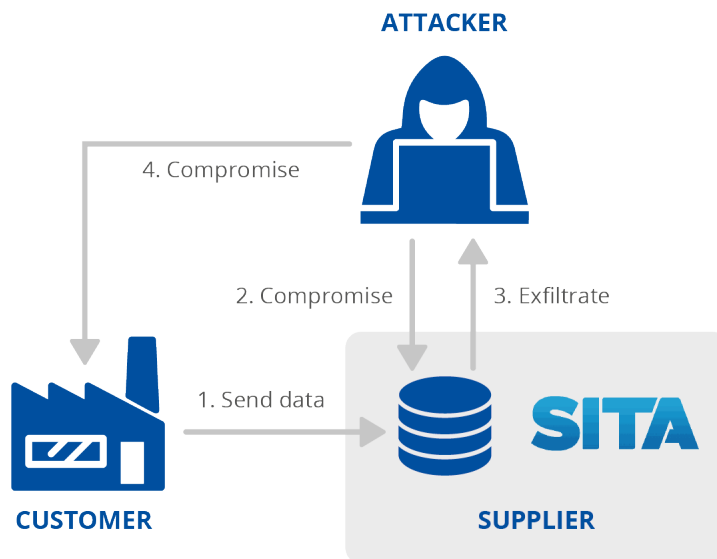 ATTACKER
4. Compromise
2. Compromise
3. Exfiltrate
1. Send data
SITA
CUSTOMER
SUPPLIER